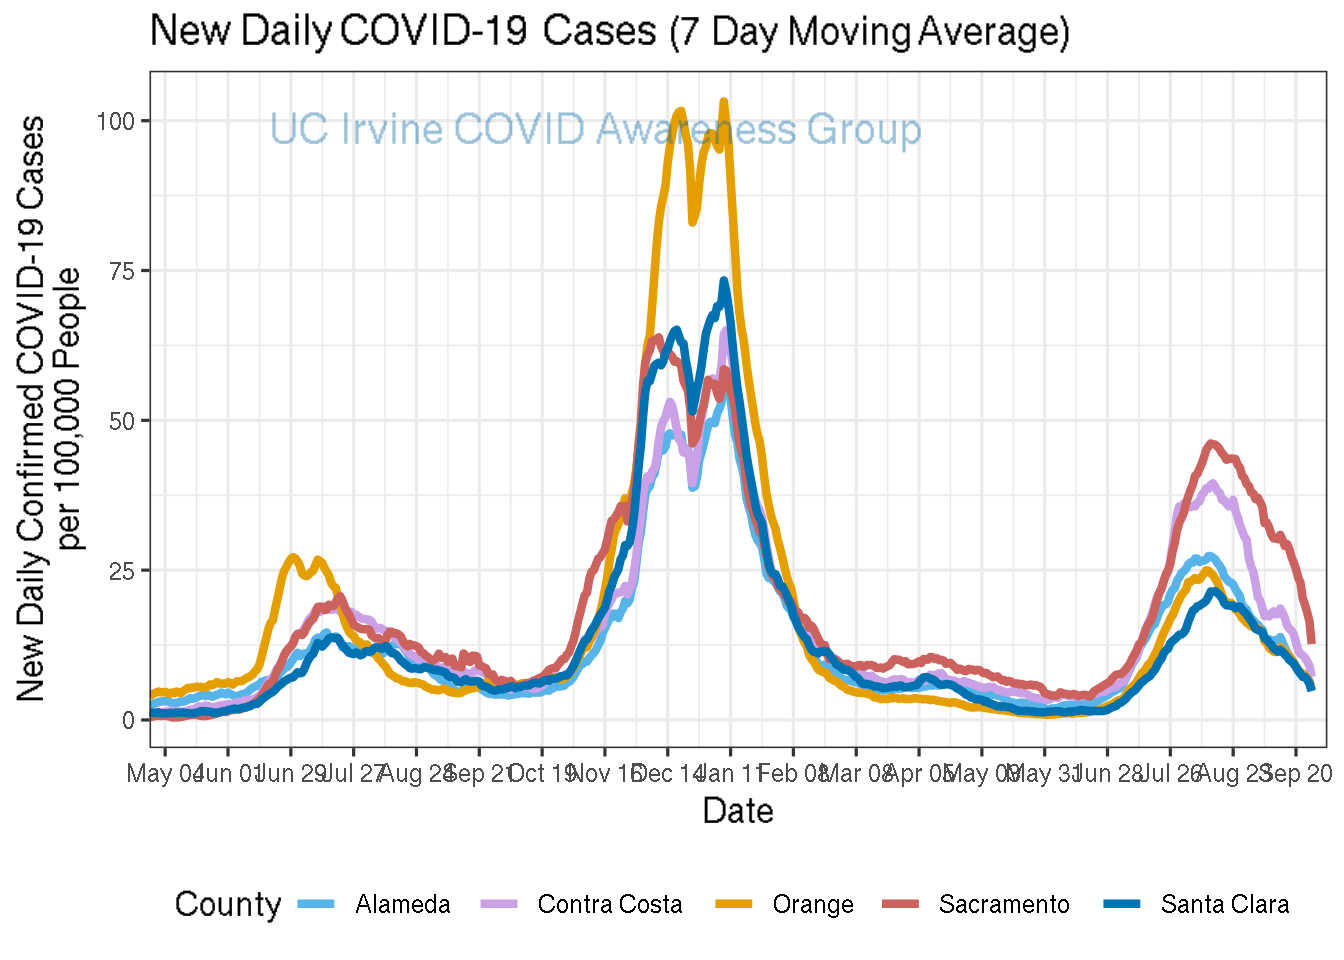 New Daily COVID-19 Cases (7 Day Moving Average)
UC Irvine COVID Awareness Group
New Daily Confirmed COVID-19 Cases
per 100,000 People
100
75
50
25
0
May 04 Jun 01 Jun 29 Jul 27 Aug 24 Sep 21 Oct 19 Nov 16 Dec 14 Jan 11 Feb 08 Mar 08 Apr 05 May 03 May 31 Jun 28 Jul 26 Aug 23 Sep 20
Date
County Alameda Contra Costa Orange Sacramento Santa Clara